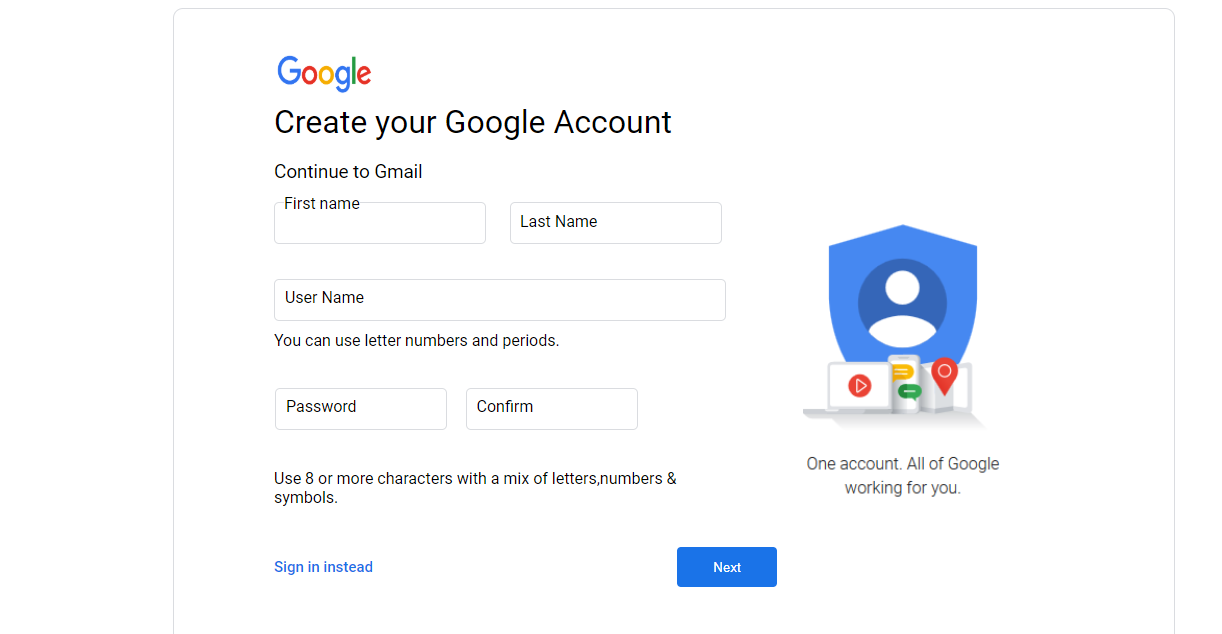 Google
Create your Google Account
Continue to Gmail
First name
Last Name
User Name
You can use letter numbers and periods.
Password
Confirm
Use 8 or more characters with a mix of letters,numbers &
symbols.
One account. All of Google
working for you.
Sign in instead
Next